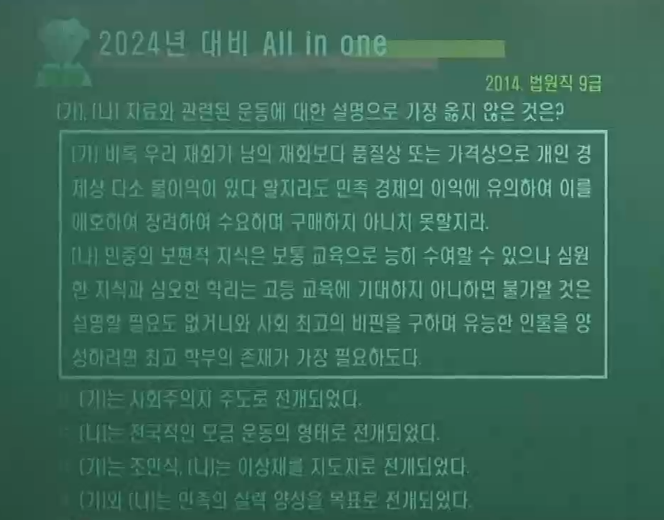 2024년 대비 All in one
2014. 법원직 9급
(가), (나) 자료와 관련된 운동에 대한 설명으로 가장 옳지 않은 것은?
(가) 비록 우리 재화가 남의 재화보다 품질상 또는 가격상으로 개인 경
제상 다소 불이익이 있다 할지라도 민족 경제의 이익에 유의하여 이를
애호하여 장려하여 수요하며 구매하지 아니치 못할지라.
(나) 민중의 보편적 지식은 보통 교육으로 능히 수여할 수 있으나 심원
한 지식과 심오한 학리는 고등 교육에 기대하지 아니하면 불가할 것은
설명할 필요도 없거니와 사회 최고의 비판을 구하며 유능한 인물을 양
성하려면 최고 학부의 존재가 가장 필요하도다.
(가)는 사회주의자 주도로 전개되었다.
(나)는 전국적인 모금 운동의 형태로 전개되었다.
(가)는 조만식, (나)는 이상재를 지도자로 전개되었다.
(가)와 (나)는 민족의 실력 양성을 목표로 전개되었다.